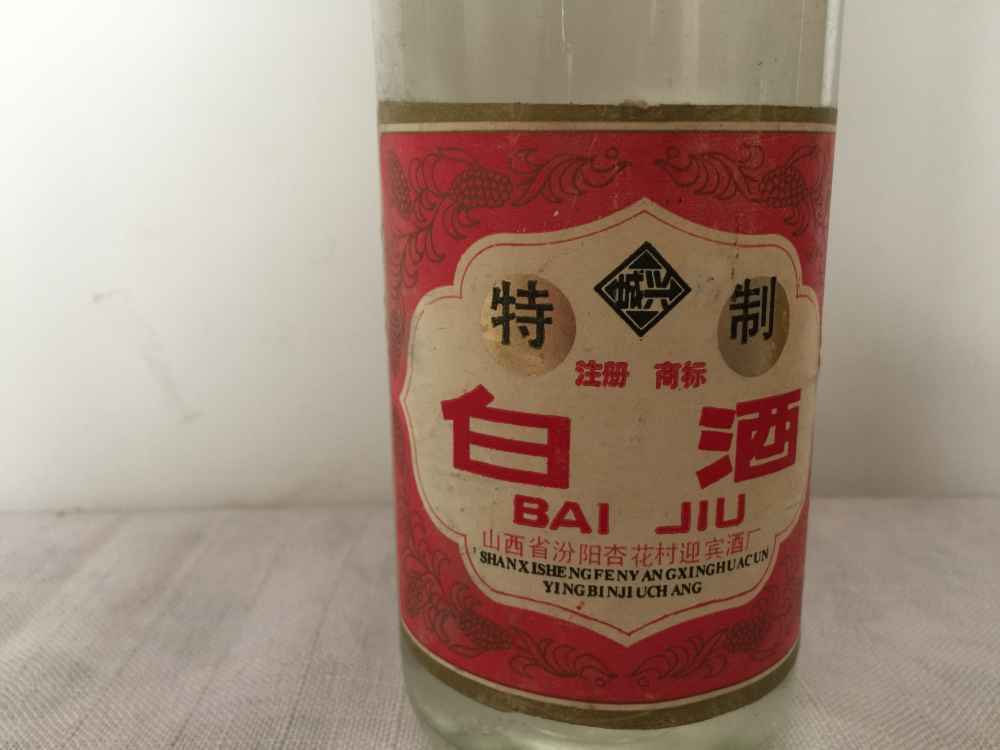 特 制
注册 商标
白 酒
BAI JIU
山西省汾阳杏花村迎宾酒厂
SHANXISHENGFENYANGXINGHUACUN
YINGBINJIUCHANG